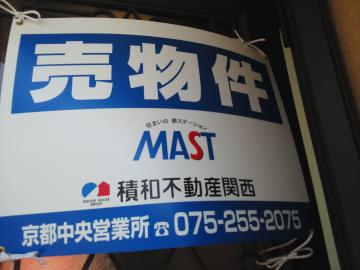 売物件
住まいの 夢ステーション
MAST
SEKISUI HOUSE GROUP
積和不動産関西
京都中央営業所 ☎ 075-255-2075